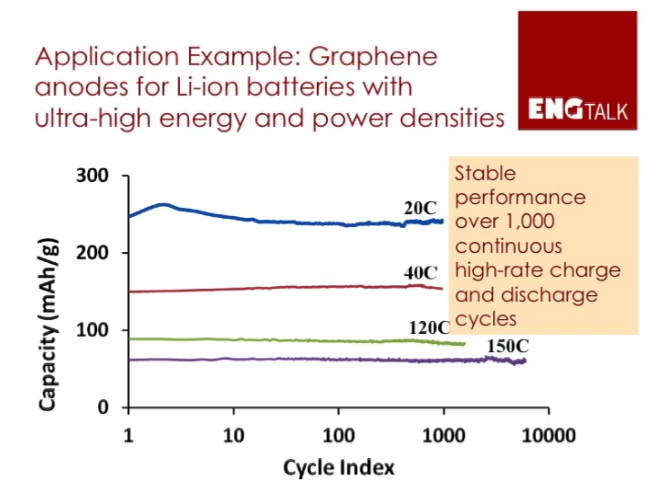 Application Example: Graphene
anodes for Li-ion batteries with
ultra-high energy and power densities
ENGTALK
Stable
performance
over 1,000
continuous
high-rate charge
and discharge
cycles
300
200
100
0
Capacity (mAh/g)
20C
40C
120C
150C
1
10
100
1000
10000
Cycle Index